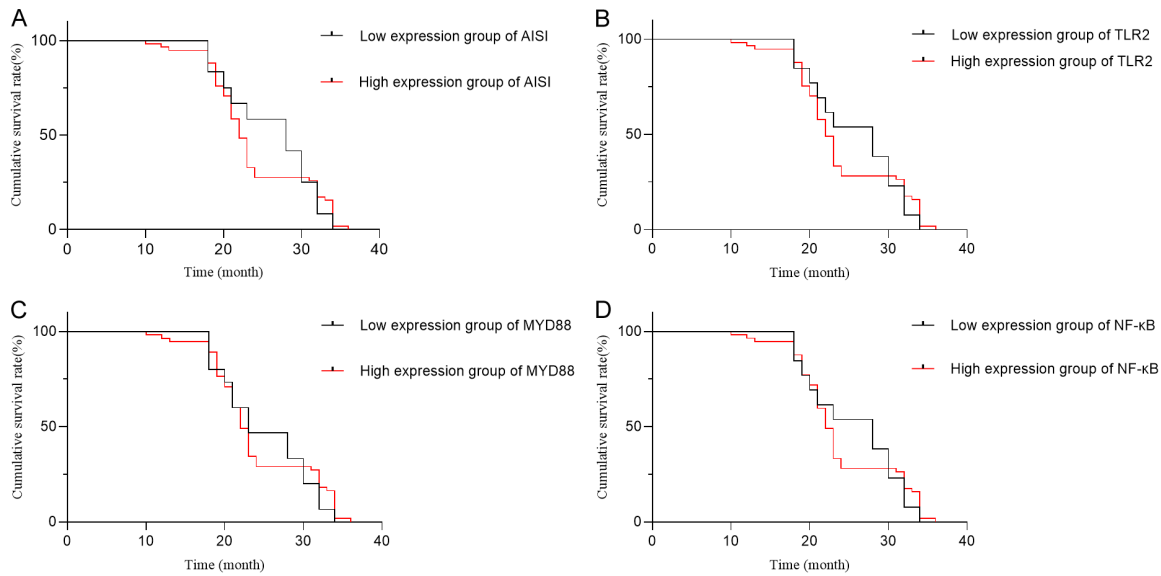 A
Low expression group of AISI
High expression group of AISI
Cumulative survival rate(%)
100
50
0
0 10 20 30 40
Time (month)
B
Low expression group of TLR2
High expression group of TLR2
Cumulative survival rate(%)
100
50
0
0 10 20 30 40
Time (month)
C
Low expression group of MYD88
High expression group of MYD88
Cumulative survival rate(%)
100
50
0
0 10 20 30 40
Time (month)
D
Low expression group of NF-κB
High expression group of NF-κB
Cumulative survival rate(%)
100
50
0
0 10 20 30 40
Time (month)